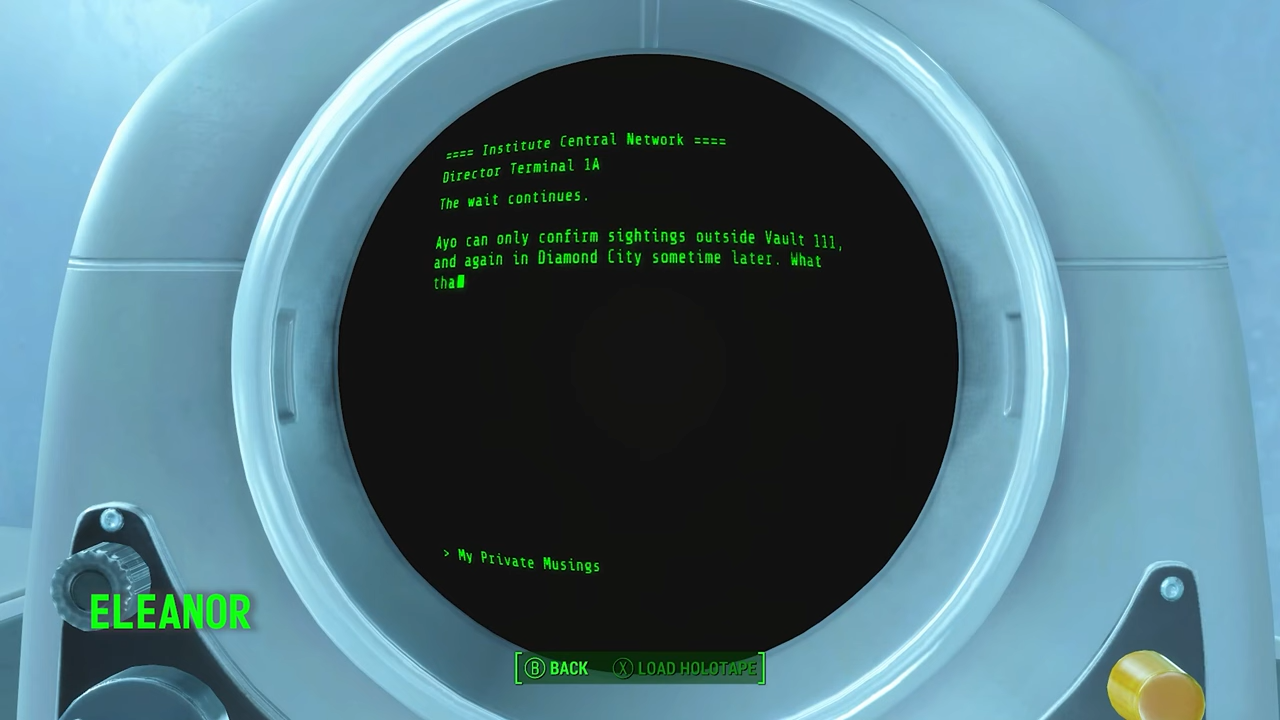 ==== Institute Central Network ====
Director Terminal 1A
The wait continues.
Ayo can only confirm sightings outside Vault 111,
and again in Diamond City sometime later. What
tha
> My Private Musings
ELEANOR
B BACK X LOAD HOLOTAPE